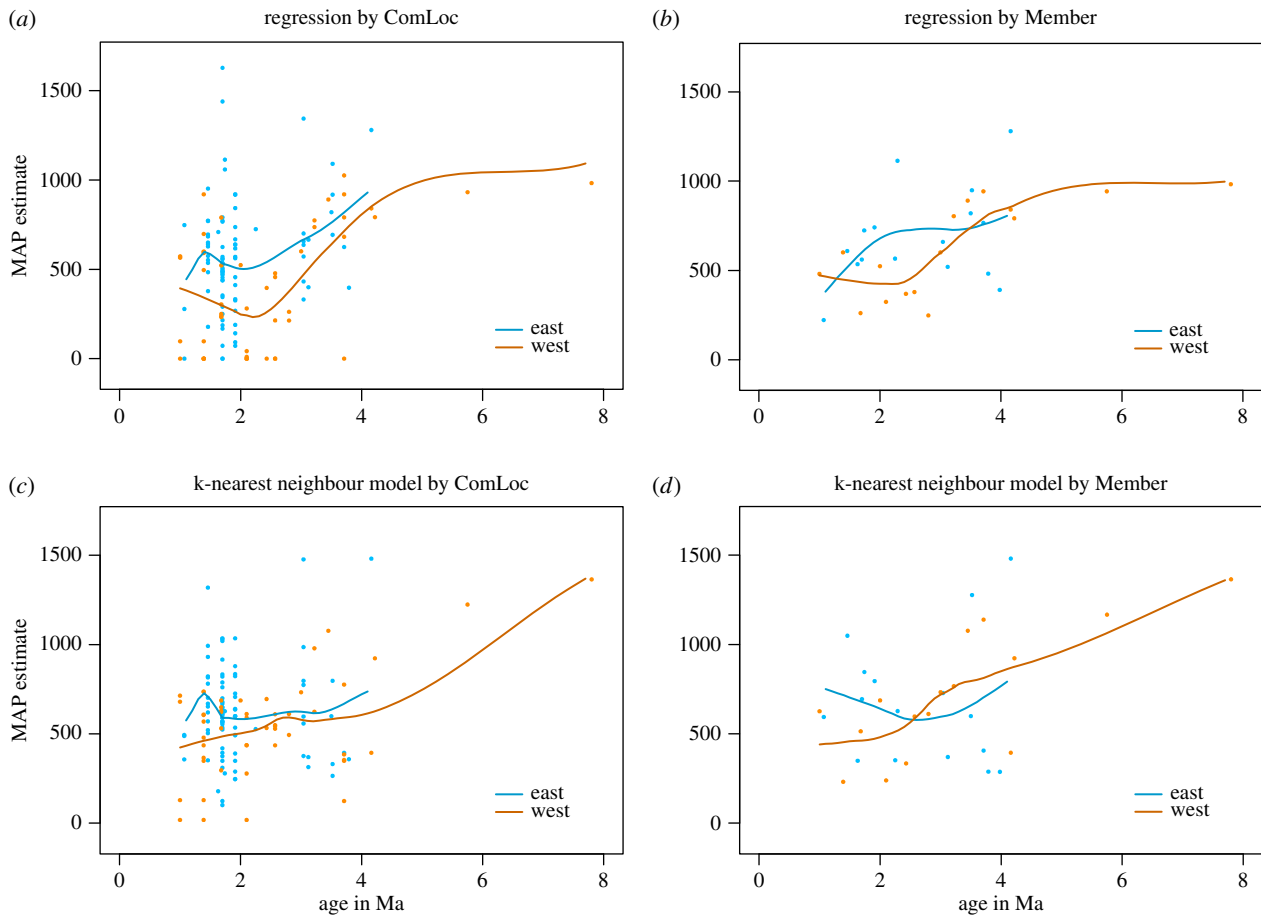 (a) regression by ComLoc
MAP estimate
1500
1000
500
0
0 2 4 6 8
east
west
(b) regression by Member
1500
1000
500
0
0 2 4 6 8
east
west
(c) k-nearest neighbour model by ComLoc
MAP estimate
1500
1000
500
0
0 2 4 6 8
age in Ma
east
west
(d) k-nearest neighbour model by Member
1500
1000
500
0
0 2 4 6 8
age in Ma
east
west